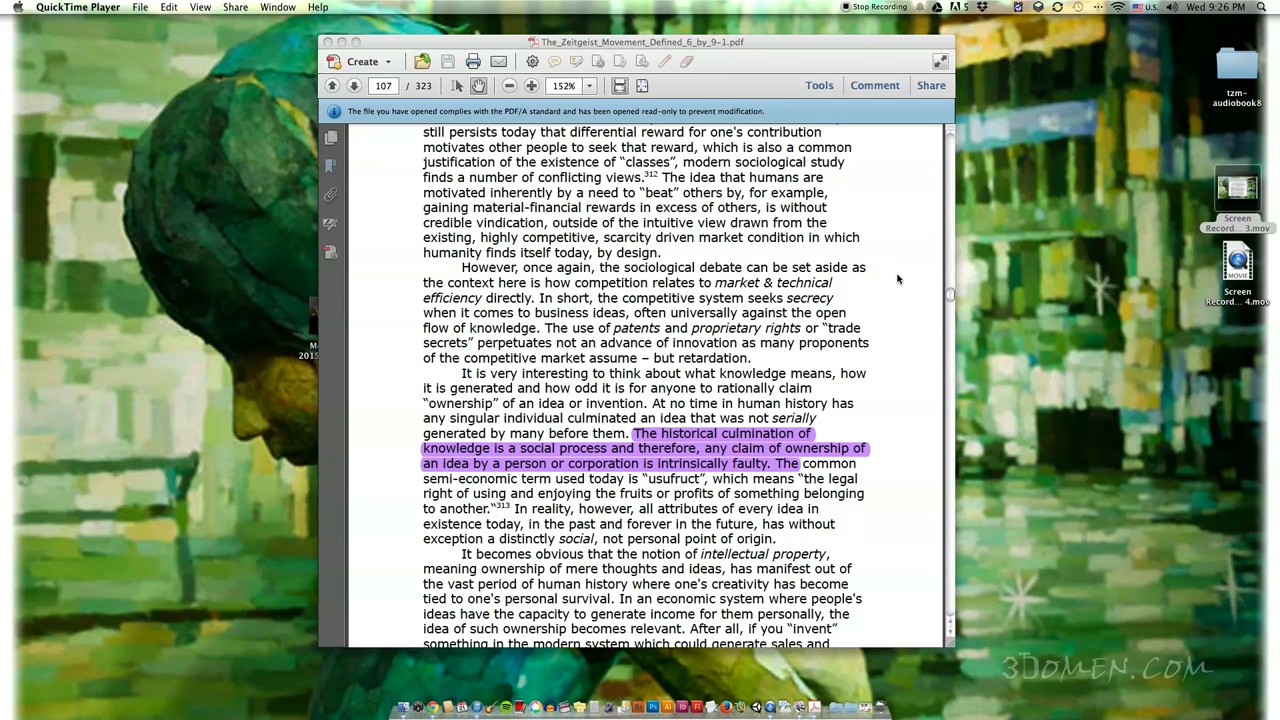 QuickTime Player File Edit View Share Window Help
Stop Recording
5
U.S.
Wed 9:26 PM
The_Zeitgeist_Movement_Defined_6_by_9-1.pdf
Create
107 / 323
152%
Tools Comment Share
The file you have opened complies with the PDF/A standard and has been opened read-only to prevent modification.
still persists today that differential reward for one's contribution
motivates other people to seek that reward, which is also a common
justification of the existence of “classes”, modern sociological study
finds a number of conflicting views.312 The idea that humans are
motivated inherently by a need to “beat” others by, for example,
gaining material-financial rewards in excess of others, is without
credible vindication, outside of the intuitive view drawn from the
existing, highly competitive, scarcity driven market condition in which
humanity finds itself today, by design.
However, once again, the sociological debate can be set aside as
the context here is how competition relates to market & technical
efficiency directly. In short, the competitive system seeks secrecy
when it comes to business ideas, often universally against the open
flow of knowledge. The use of patents and proprietary rights or “trade
secrets” perpetuates not an advance of innovation as many proponents
of the competitive market assume – but retardation.
It is very interesting to think about what knowledge means, how
it is generated and how odd it is for anyone to rationally claim
“ownership” of an idea or invention. At no time in human history has
any singular individual culminated an idea that was not serially
generated by many before them. The historical culmination of
knowledge is a social process and therefore, any claim of ownership of
an idea by a person or corporation is intrinsically faulty. The common
semi-economic term used today is “usufruct”, which means “the legal
right of using and enjoying the fruits or profits of something belonging
to another.“313 In reality, however, all attributes of every idea in
existence today, in the past and forever in the future, has without
exception a distinctly social, not personal point of origin.
It becomes obvious that the notion of intellectual property,
meaning ownership of mere thoughts and ideas, has manifest out of
the vast period of human history where one's creativity has become
tied to one's personal survival. In an economic system where people's
ideas have the capacity to generate income for them personally, the
idea of such ownership becomes relevant. After all, if you “invent”
something in the modern system which could generate sales and
tzm-
audiobook8
Screen
Record... 3.mov
MOVIE
Screen
Record... 4.mov
3DOMEN.COM